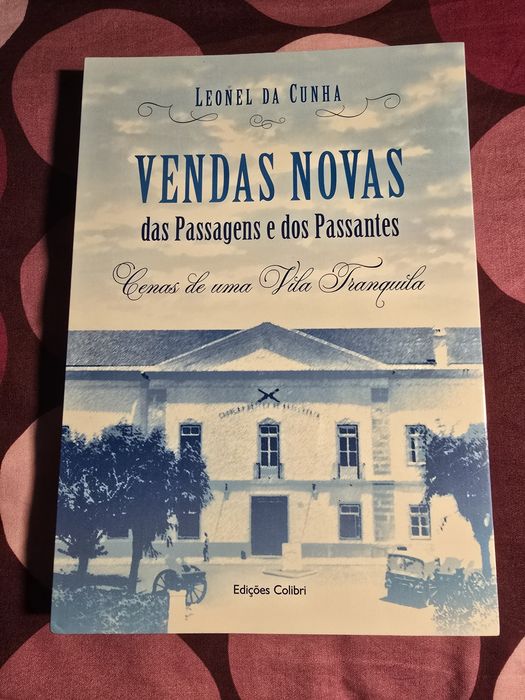 LEONEL DA CUNHA
VENDAS NOVAS
das Passagens e dos Passantes
Cenas de uma Vila Tranquila
Edições Colibri